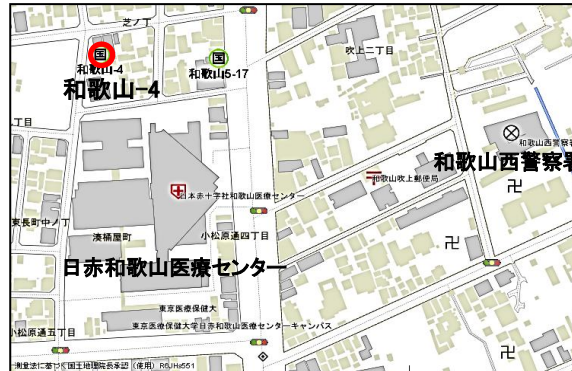 芝ノ丁
国
国
和歌山-4
和歌山5-17
吹上二丁目
和歌山-4
丁目
和歌山西警察署
和歌山西警察署
和歌山吹上郵便局
日本赤十字社和歌山医療センター
東長町中ノ丁
湊桶屋町
小松原通四丁目
日赤和歌山医療センター
東京医療保健大
小松原通五丁目
東京医療保健大学日赤和歌山医療センターキャンパス
測量法に基づく国土地理院長承認(使用) R6JHs551